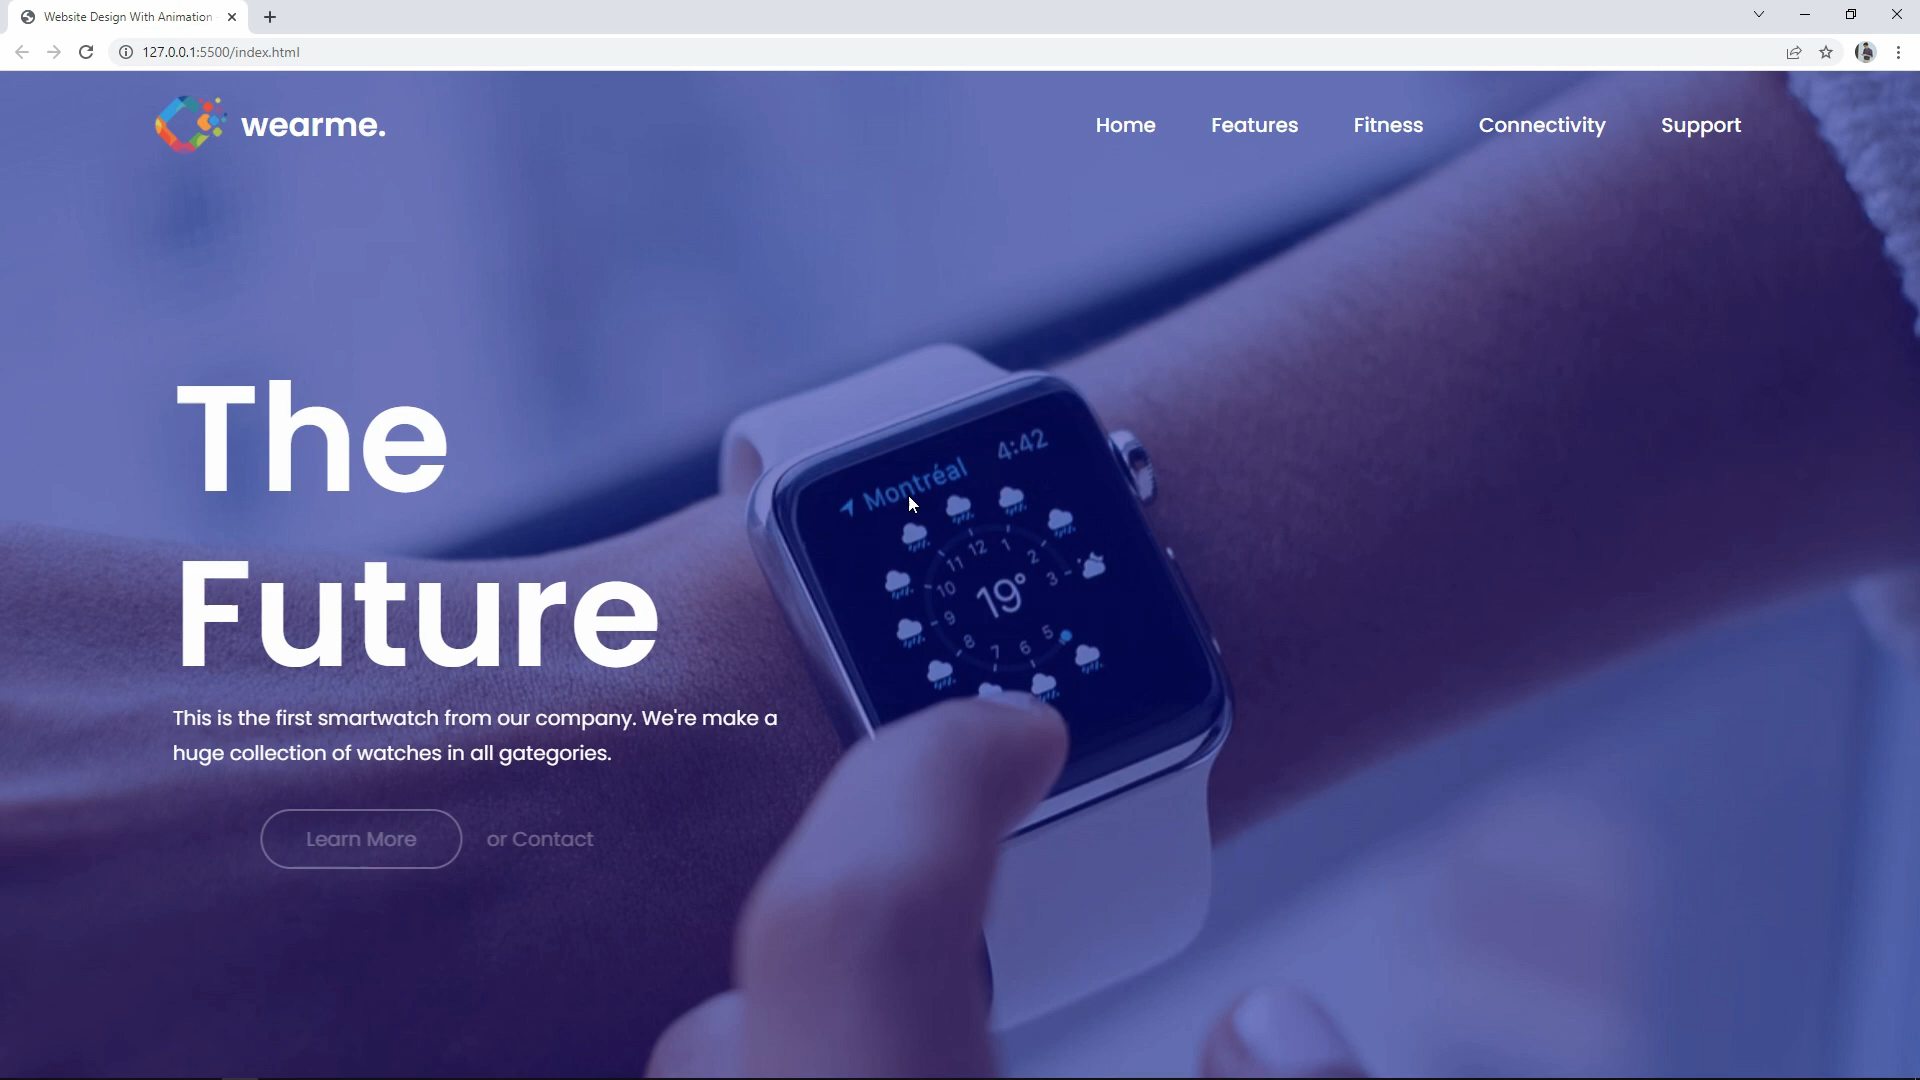 Website Design With Animation
127.0.0.1:5500/index.html
wearme.
Home Features Fitness Connectivity Support
The
Future
This is the first smartwatch from our company. We're make a
huge collection of watches in all gategories.
Learn More or Contact
4:42
Montréal
12
1
2
3
5
6
7
8
9
10
11
19°